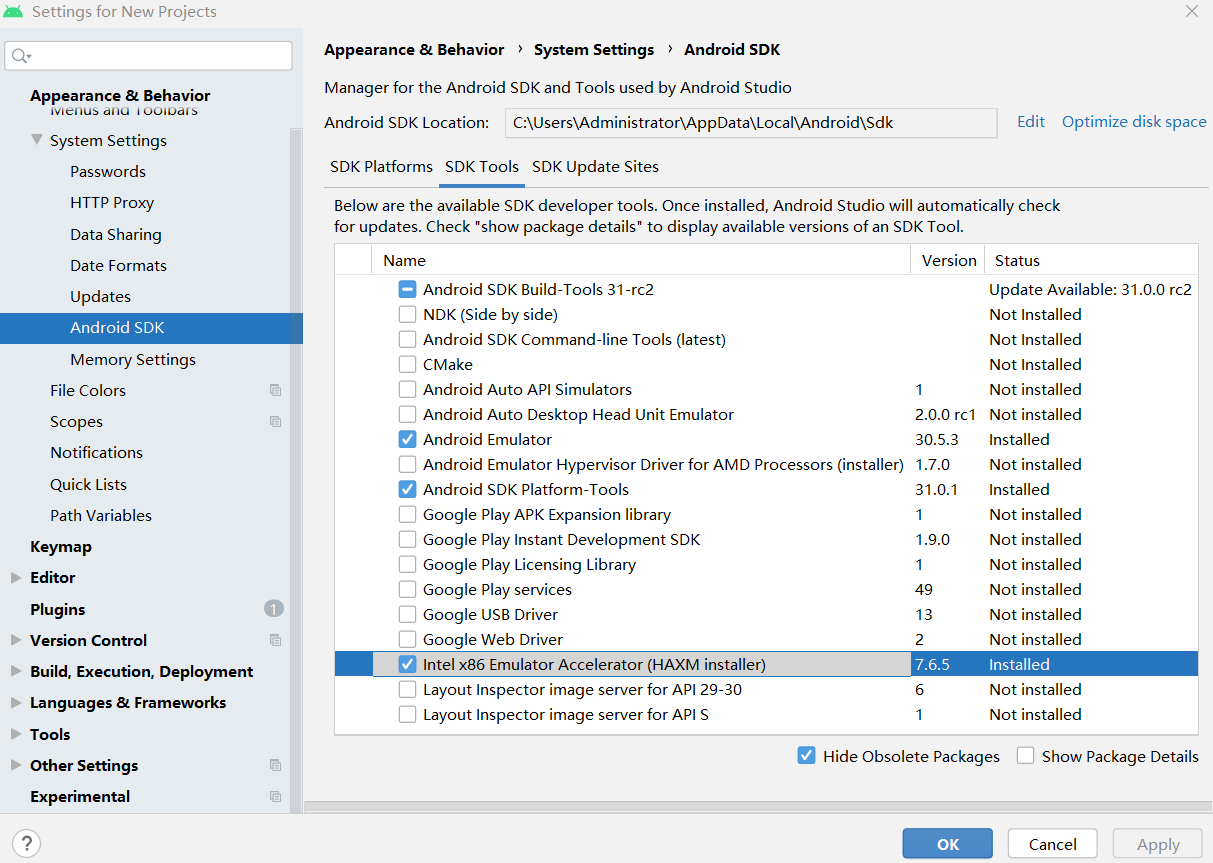 Settings for New Projects
Appearance & Behavior
Menus and Toolbars
System Settings
Passwords
HTTP Proxy
Data Sharing
Date Formats
Updates
Android SDK
Memory Settings
File Colors
Scopes
Notifications
Quick Lists
Path Variables
Keymap
Editor
Plugins 1
Version Control
Build, Execution, Deployment
Languages & Frameworks
Tools
Other Settings
Experimental
Appearance & Behavior › System Settings › Android SDK
Manager for the Android SDK and Tools used by Android Studio
Android SDK Location: C:\Users\Administrator\AppData\Local\Android\Sdk Edit Optimize disk space
SDK Platforms SDK Tools SDK Update Sites
Below are the available SDK developer tools. Once installed, Android Studio will automatically check
for updates. Check "show package details" to display available versions of an SDK Tool.
Name Version Status
Android SDK Build-Tools 31-rc2 Update Available: 31.0.0 rc2
NDK (Side by side) Not Installed
Android SDK Command-line Tools (latest) Not Installed
CMake Not Installed
Android Auto API Simulators 1 Not installed
Android Auto Desktop Head Unit Emulator 2.0.0 rc1 Not installed
Android Emulator 30.5.3 Installed
Android Emulator Hypervisor Driver for AMD Processors (installer) 1.7.0 Not installed
Android SDK Platform-Tools 31.0.1 Installed
Google Play APK Expansion library 1 Not installed
Google Play Instant Development SDK 1.9.0 Not installed
Google Play Licensing Library 1 Not installed
Google Play services 49 Not installed
Google USB Driver 13 Not installed
Google Web Driver 2 Not installed
Intel x86 Emulator Accelerator (HAXM installer) 7.6.5 Installed
Layout Inspector image server for API 29-30 6 Not installed
Layout Inspector image server for API S 1 Not installed
Hide Obsolete Packages Show Package Details
? OK Cancel Apply